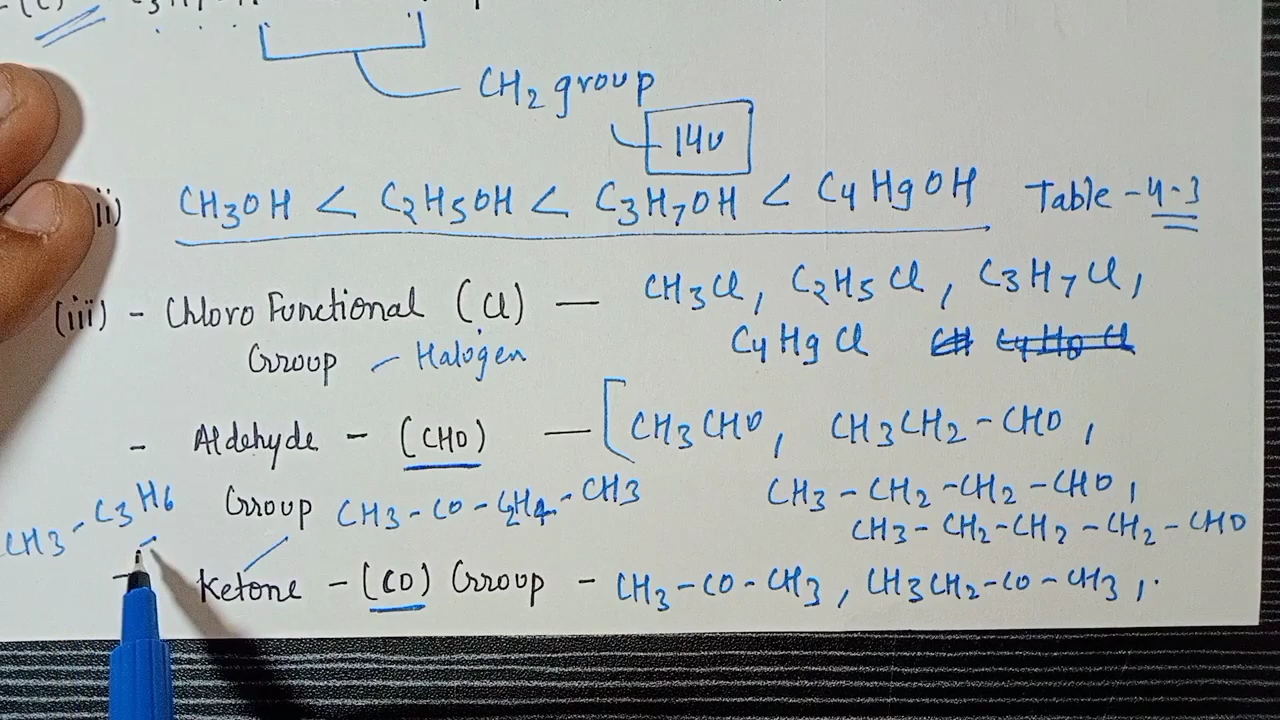 CH2 group
14u
ii) CH3OH < C2H5OH < C3H7OH < C4H9OH Table - 4.3
(iii) - Chloro Functional (Cl) — CH3Cl, C2H5Cl, C3H7Cl,
Group - Halogen C4H9Cl
- Aldehyde - (CHO) — [CH3CHO, CH3CH2-CHO,
Group CH3-CH2-CH2-CHO,
CH3-CH2-CH2-CH2-CHO
CH3-CO-C2H4-CH3
CH3-C3H6-
- Ketone - (CO) Group - CH3-CO-CH3, CH3CH2-CO-CH3,.